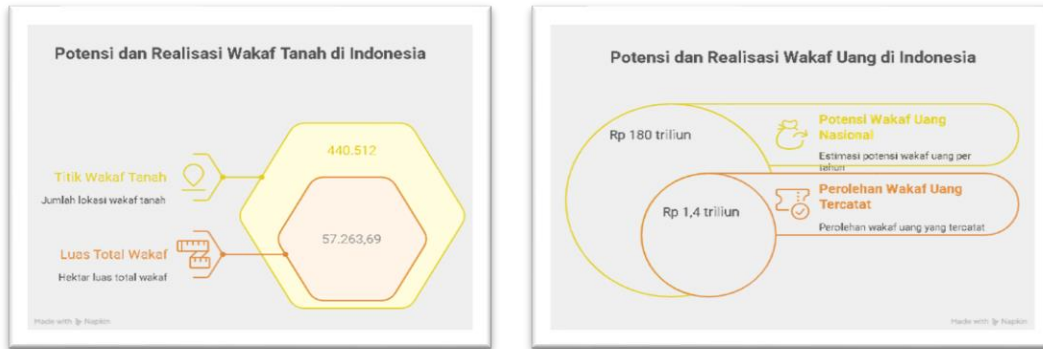 Potensi dan Realisasi Wakaf Tanah di Indonesia
440.512
Titik Wakaf Tanah
Jumlah lokasi wakaf tanah
57.263,69
Luas Total Wakaf
Hektar luas total wakaf
Made with Napkin
Potensi dan Realisasi Wakaf Uang di Indonesia
Rp 180 triliun
Potensi Wakaf Uang
Nasional
Estimasi potensi wakaf uang per
tahun
Rp 1,4 triliun
Perolehan Wakaf Uang
Tercatat
Perolehan wakaf uang yang tercatat
Made with Napkin